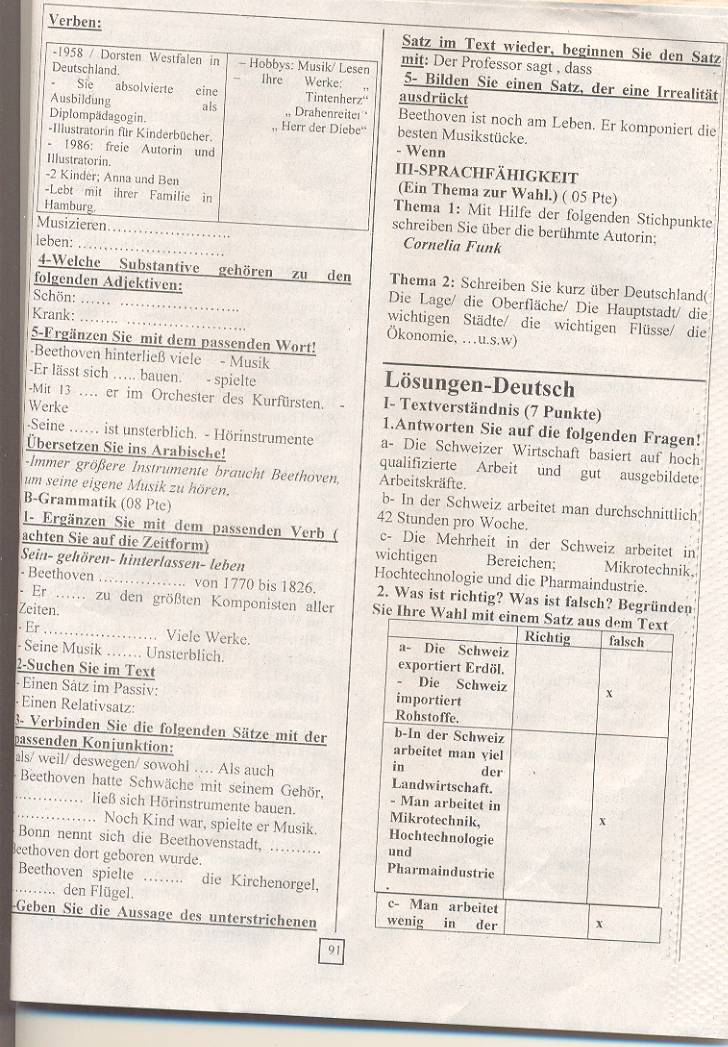 Verben:
-1958 / Dorsten Westfalen in
Deutschland.
- Sie absolvierte eine
Ausbildung als
Diplompädagogin.
-Illustratorin für Kinderbücher.
- 1986: freie Autorin und
Illustratorin.
-2 Kinder; Anna und Ben
-Lebt mit ihrer Familie in
Hamburg.
– Hobbys: Musik/ Lesen
– Ihre Werke: „
Tintenherz"
„ Drahenreiter"
„ Herr der Diebe"
Musizieren…………………….
leben: …………………………
4-Welche Substantive gehören zu den
folgenden Adjektiven:
Schön: …… …………………….
Krank: …….. …………………….
5-Ergänzen Sie mit dem passenden Wort!
-Beethoven hinterließ viele - Musik
-Er lässt sich ….. bauen. - spielte
-Mit 13 …. er im Orchester des Kurfürsten. -
Werke
-Seine …… ist unsterblich. - Hörinstrumente
Übersetzen Sie ins Arabische!
-Immer größere Instrumente braucht Beethoven,
um seine eigene Musik zu hören.
B-Grammatik (08 Pte)
1- Ergänzen Sie mit dem passenden Verb (
achten Sie auf die Zeitform)
Sein- gehören- hinterlassen- leben
- Beethoven ……………. von 1770 bis 1826.
- Er …… zu den größten Komponisten aller
Zeiten.
- Er …………………. Viele Werke.
- Seine Musik ……. Unsterblich.
2-Suchen Sie im Text
- Einen Satz im Passiv:
- Einen Relativsatz:
3- Verbinden Sie die folgenden Sätze mit der
passenden Konjunktion:
als/ weil/ deswegen/ sowohl …. Als auch
- Beethoven hatte Schwäche mit seinem Gehör,
………….. ließ sich Hörinstrumente bauen.
……………. Noch Kind war, spielte er Musik.
- Bonn nennt sich die Beethovenstadt, ……….
Beethoven dort geboren wurde.
- Beethoven spielte …….. die Kirchenorgel,
………. den Flügel.
-Geben Sie die Aussage des unterstrichenen
Satz im Text wieder, beginnen Sie den Satz
mit: Der Professor sagt , dass
5- Bilden Sie einen Satz, der eine Irrealität
ausdrückt
Beethoven ist noch am Leben. Er komponiert die
besten Musikstücke.
- Wenn
III-SPRACHFÄHIGKEIT
(Ein Thema zur Wahl.) ( 05 Pte)
Thema 1: Mit Hilfe der folgenden Stichpunkte
schreiben Sie über die berühmte Autorin;
Cornelia Funk
Thema 2: Schreiben Sie kurz über Deutschland(
Die Lage/ die Oberfläche/ Die Hauptstadt/ die
wichtigen Städte/ die wichtigen Flüsse/ die
Ökonomie, …u.s.w)
Lösungen-Deutsch
I- Textverständnis (7 Punkte)
1.Antworten Sie auf die folgenden Fragen!
a- Die Schweizer Wirtschaft basiert auf hoch
qualifizierte Arbeit und gut ausgebildete
Arbeitskräfte.
b- In der Schweiz arbeitet man durchschnittlich
42 Stunden pro Woche.
c- Die Mehrheit in der Schweiz arbeitet in
wichtigen Bereichen; Mikrotechnik,
Hochtechnologie und die Pharmaindustrie.
2. Was ist richtig? Was ist falsch? Begründen
Sie Ihre Wahl mit einem Satz aus dem Text
Richtig falsch
a- Die Schweiz
exportiert Erdöl.
- Die Schweiz
importiert
Rohstoffe.
x
b-In der Schweiz
arbeitet man viel
in der
Landwirtschaft.
- Man arbeitet in
Mikrotechnik,
Hochtechnologie
und
Pharmaindustrie
.
x
c- Man arbeitet
wenig in der
x
91